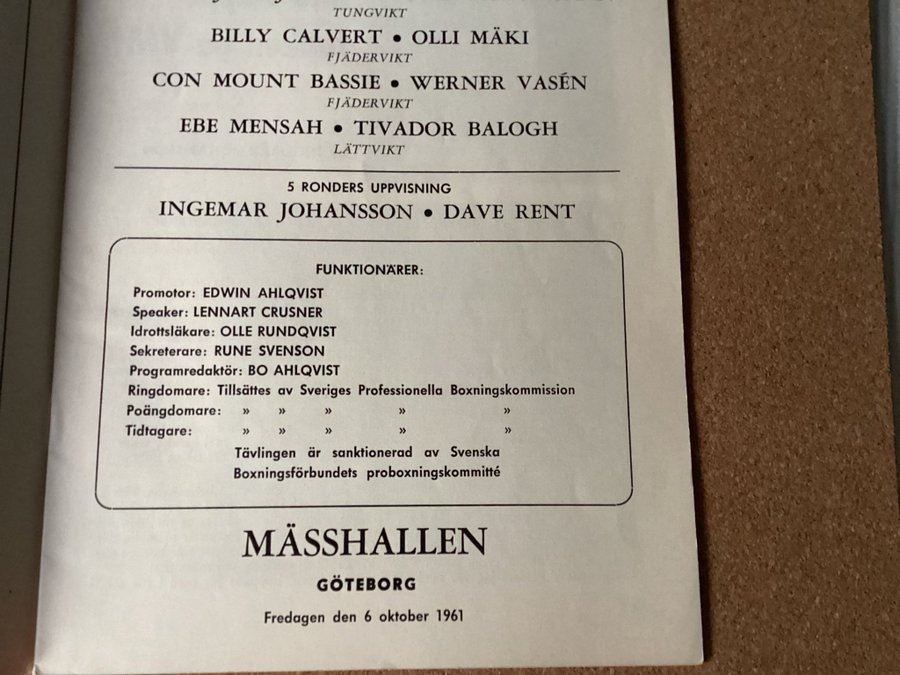 TUNGVIKT
BILLY CALVERT • OLLI MÄKI
FJÄDERVIKT
CON MOUNT BASSIE • WERNER VASÉN
FJÄDERVIKT
EBE MENSAH • TIVADOR BALOGH
LÄTTVIKT
5 RONDERS UPPVISNING
INGEMAR JOHANSSON • DAVE RENT
FUNKTIONÄRER:
Promotor: EDWIN AHLQVIST
Speaker: LENNART CRUSNER
Idrottsläkare: OLLE RUNDQVIST
Sekreterare: RUNE SVENSON
Programredaktör: BO AHLQVIST
Ringdomare: Tillsättes av Sveriges Professionella Boxningskommission
Poängdomare: » » » » »
Tidtagare: » » » » »
Tävlingen är sanktionerad av Svenska
Boxningsförbundets proboxningskommitté
MÄSSHALLEN
GÖTEBORG
Fredagen den 6 oktober 1961